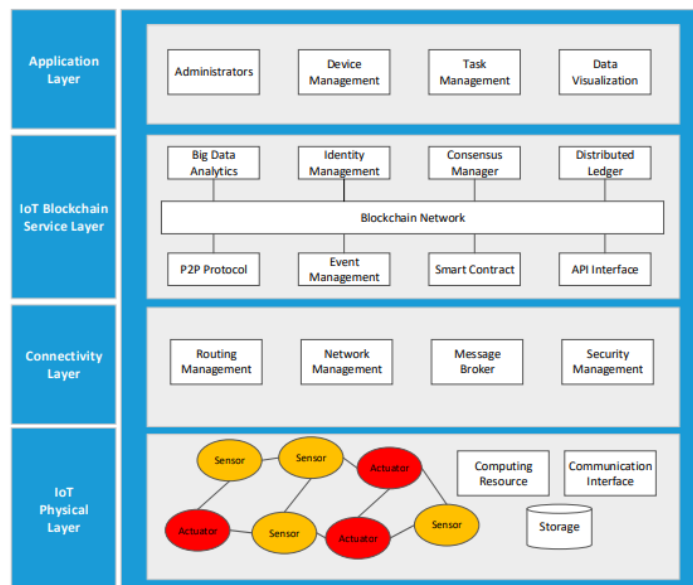 Application
Layer
Administrators
Device
Management
Task
Management
Data
Visualization
IoT Blockchain
Service Layer
Big Data
Analytics
Identity
Management
Consensus
Manager
Distributed
Ledger
Blockchain Network
P2P Protocol
Event
Management
Smart Contract
API Interface
Connectivity
Layer
Routing
Management
Network
Management
Message
Broker
Security
Management
IoT
Physical
Layer
Sensor
Sensor
Actuator
Actuator
Sensor
Actuator
Sensor
Computing
Resource
Communication
Interface
Storage